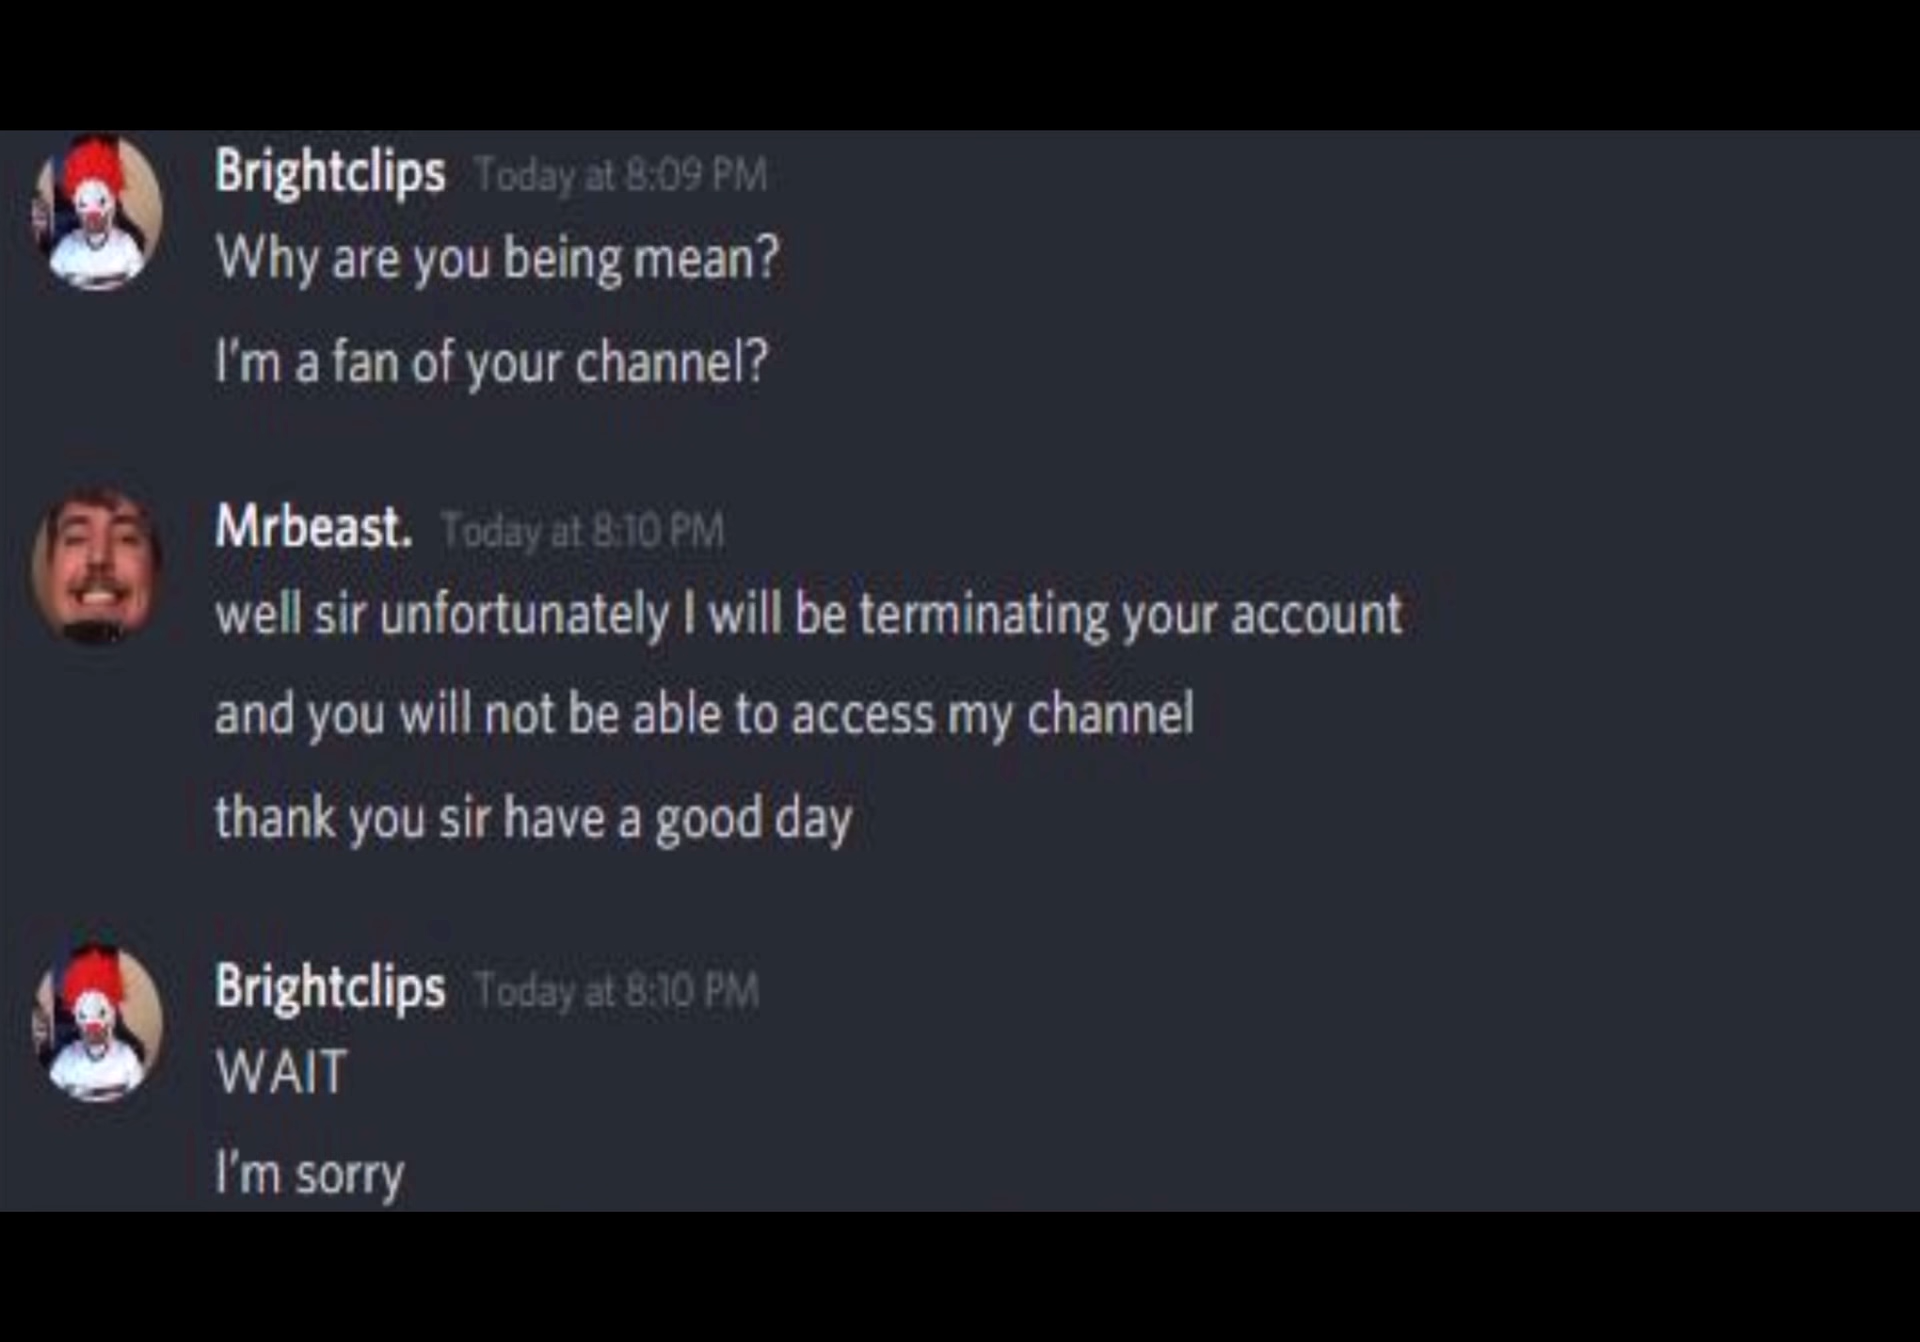 Brightclips Today at 8:09 PM
Why are you being mean?
I'm a fan of your channel?
Mrbeast. Today at 8:10 PM
well sir unfortunately I will be terminating your account
and you will not be able to access my channel
thank you sir have a good day
Brightclips Today at 8:10 PM
WAIT
I'm sorry